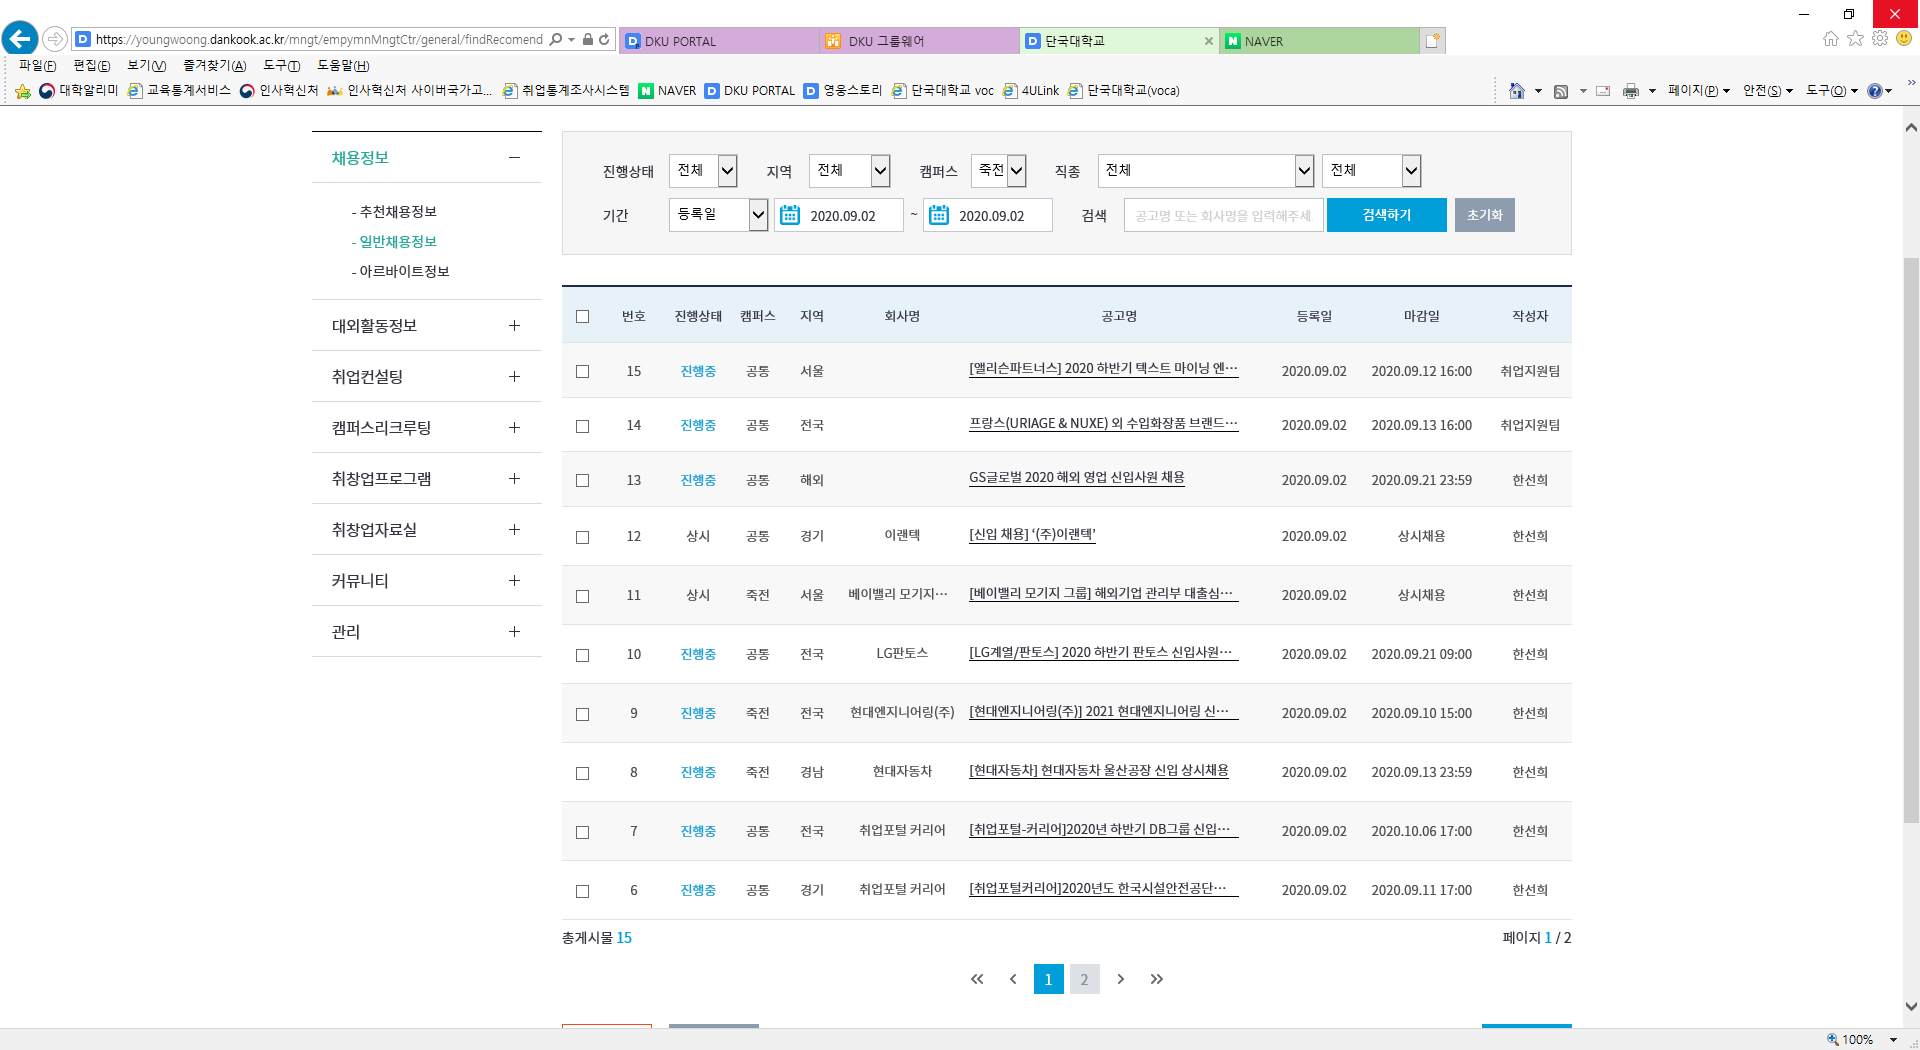 https://youngwoong.dankook.ac.kr/mngt/empymnMngtCtr/general/findRecomend
DKU PORTAL
DKU 그룹웨어
단국대학교
NAVER
파일(F) 편집(E) 보기(V) 즐겨찾기(A) 도구(T) 도움말(H)
대학알리미 교육통계서비스 인사혁신처 인사혁신처 사이버국가고... 취업통계조사시스템 NAVER DKU PORTAL 영웅스토리 단국대학교 voc 4ULink 단국대학교(voca)
페이지(P) 안전(S) 도구(O)
채용정보
- 추천채용정보
- 일반채용정보
- 아르바이트정보
대외활동정보
취업컨설팅
캠퍼스리크루팅
취창업프로그램
취창업자료실
커뮤니티
관리
진행상태 전체 지역 전체 캠퍼스 죽전 직종 전체 전체
기간 등록일 2020.09.02 ~ 2020.09.02 검색 공고명 또는 회사명을 입력해주세. 검색하기 초기화
번호 진행상태 캠퍼스 지역 회사명 공고명 등록일 마감일 작성자
15 진행중 공통 서울 [앨리슨파트너스] 2020 하반기 텍스트 마이닝 엔… 2020.09.02 2020.09.12 16:00 취업지원팀
14 진행중 공통 전국 프랑스(URIAGE & NUXE) 외 수입화장품 브랜드… 2020.09.02 2020.09.13 16:00 취업지원팀
13 진행중 공통 해외 GS글로벌 2020 해외 영업 신입사원 채용 2020.09.02 2020.09.21 23:59 한선희
12 상시 공통 경기 이랜텍 [신입 채용] ‘(주)이랜텍’ 2020.09.02 상시채용 한선희
11 상시 죽전 서울 베이밸리 모기지… [베이밸리 모기지 그룹] 해외기업 관리부 대출심… 2020.09.02 상시채용 한선희
10 진행중 공통 전국 LG판토스 [LG계열/판토스] 2020 하반기 판토스 신입사원… 2020.09.02 2020.09.21 09:00 한선희
9 진행중 죽전 전국 현대엔지니어링(주) [현대엔지니어링(주)] 2021 현대엔지니어링 신… 2020.09.02 2020.09.10 15:00 한선희
8 진행중 죽전 경남 현대자동차 [현대자동차] 현대자동차 울산공장 신입 상시채용 2020.09.02 2020.09.13 23:59 한선희
7 진행중 공통 전국 취업포털 커리어 [취업포털-커리어]2020년 하반기 DB그룹 신입… 2020.09.02 2020.10.06 17:00 한선희
6 진행중 공통 경기 취업포털 커리어 [취업포털커리어]2020년도 한국시설안전공단… 2020.09.02 2020.09.11 17:00 한선희
총게시물 15
페이지 1 / 2
1 2
100%